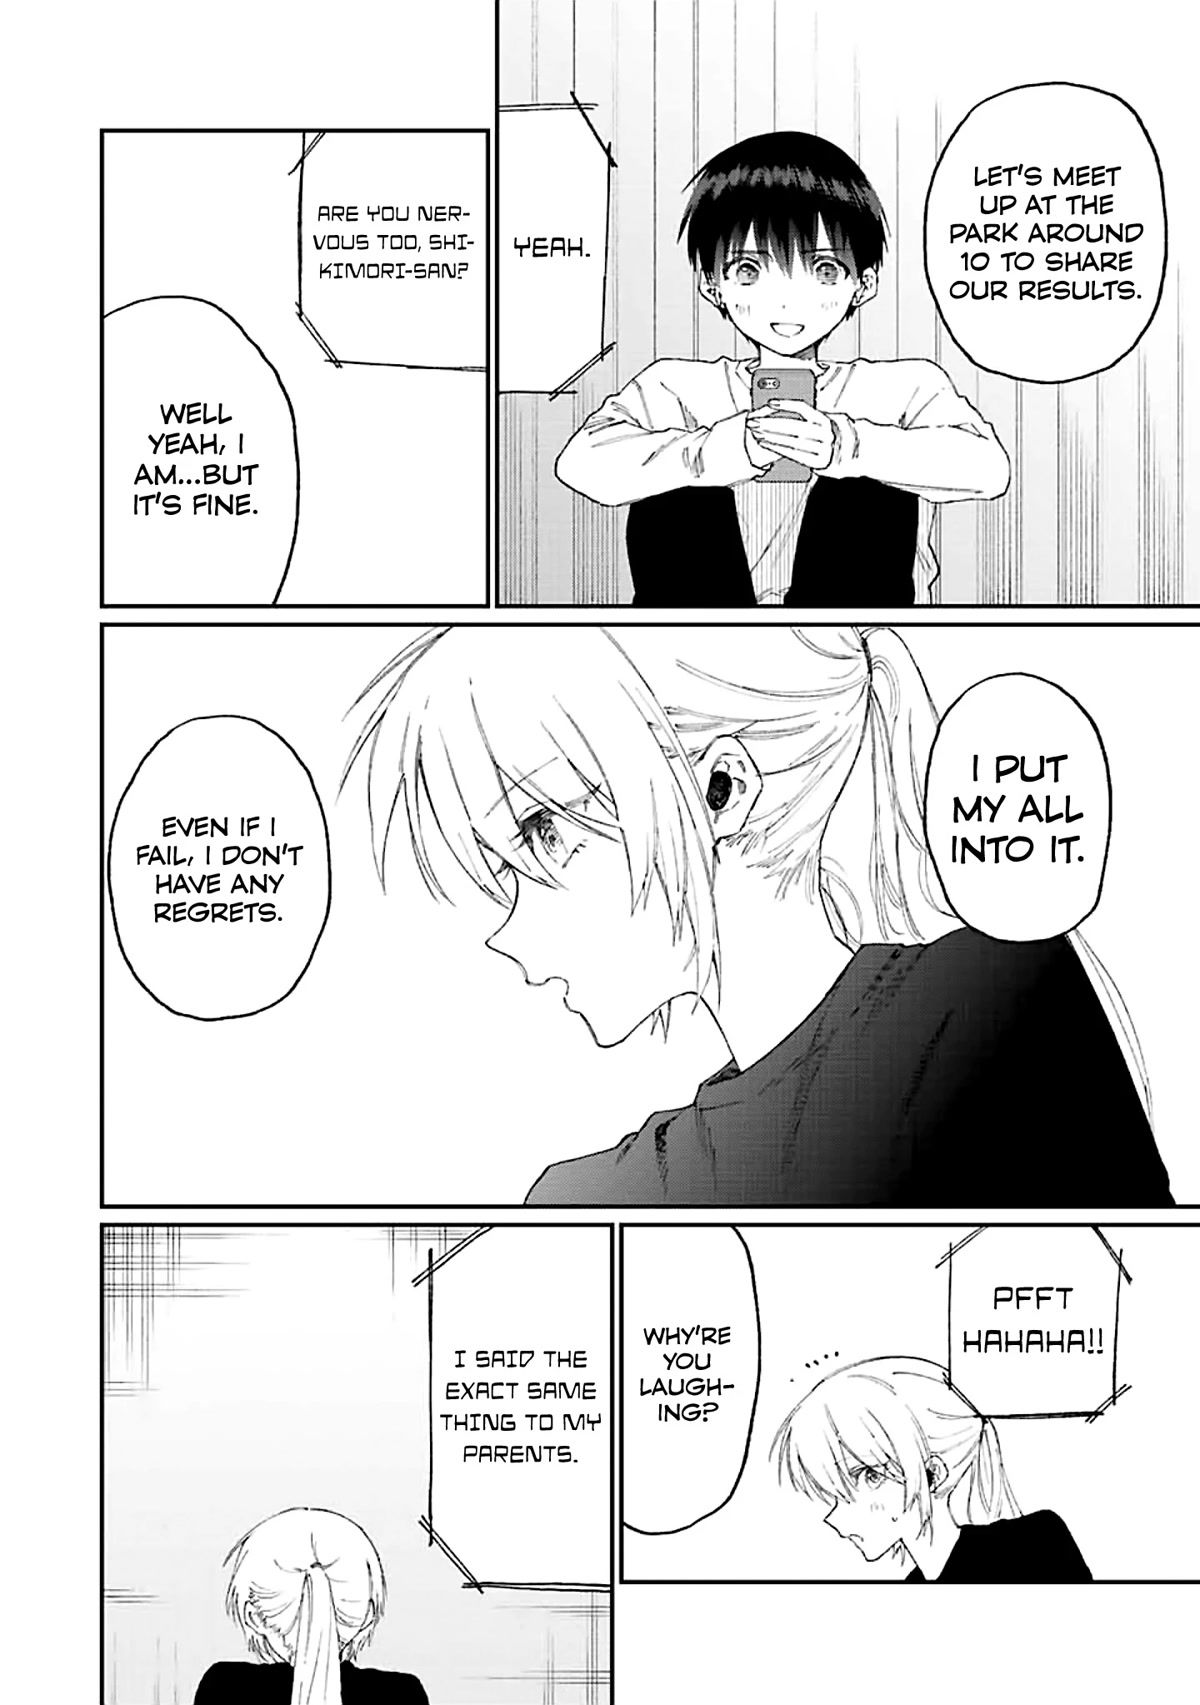 LET'S MEET
UP AT THE
PARK AROUND
10 TO SHARE
OUR RESULTS.
YEAH.
ARE YOU NER-
VOUS TOO, SHI-
KIMORI-SAN?
WELL
YEAH, I
AM...BUT
IT'S FINE.
I PUT
MY ALL
INTO IT.
EVEN IF I
FAIL, I DON'T
HAVE ANY
REGRETS.
PFFT
HAHAHA!!
WHY'RE
YOU
LAUGH-
ING?
I SAID THE
EXACT SAME
THING TO MY
PARENTS.